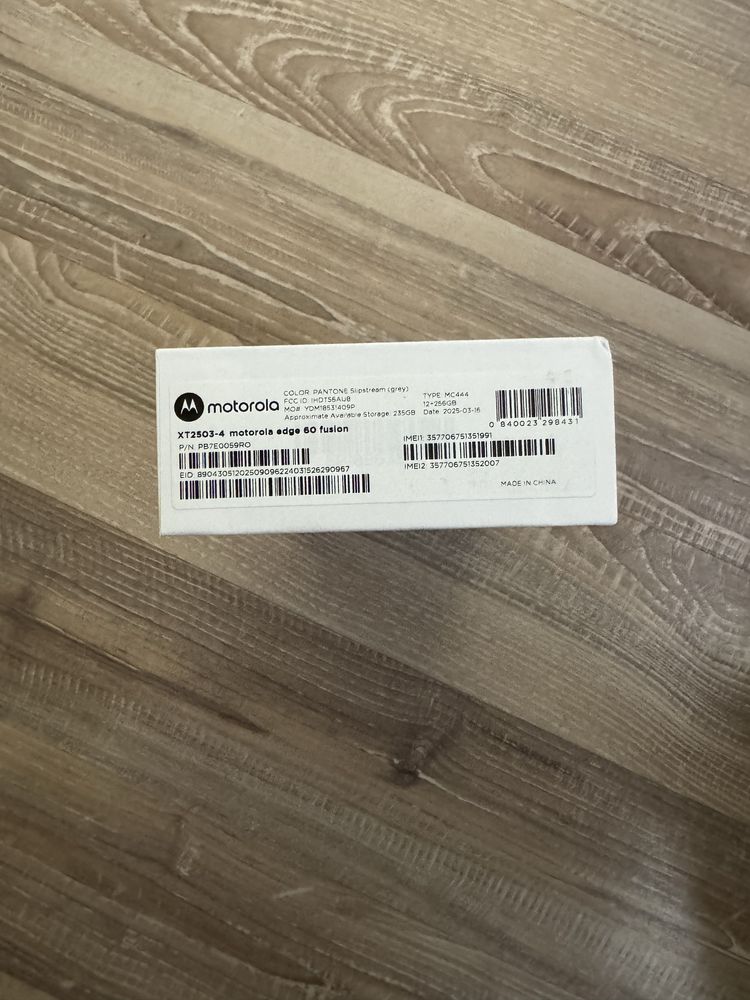 motorola
COLOR: PANTONE Slipstream (grey)
FCC ID: IHDT56AU8
MO#: YDM18531409P
Approximate Available Storage: 235GB
TYPE: MC444
12+256GB
Date: 2025-03-16
0 840023 298431
XT2503-4 motorola edge 60 fusion
P/N PB7E0059RO
IMEI1: 357706751351991
EID 89043051202509096224031526290967
IMEI2: 357706751352007
MADE IN CHINA